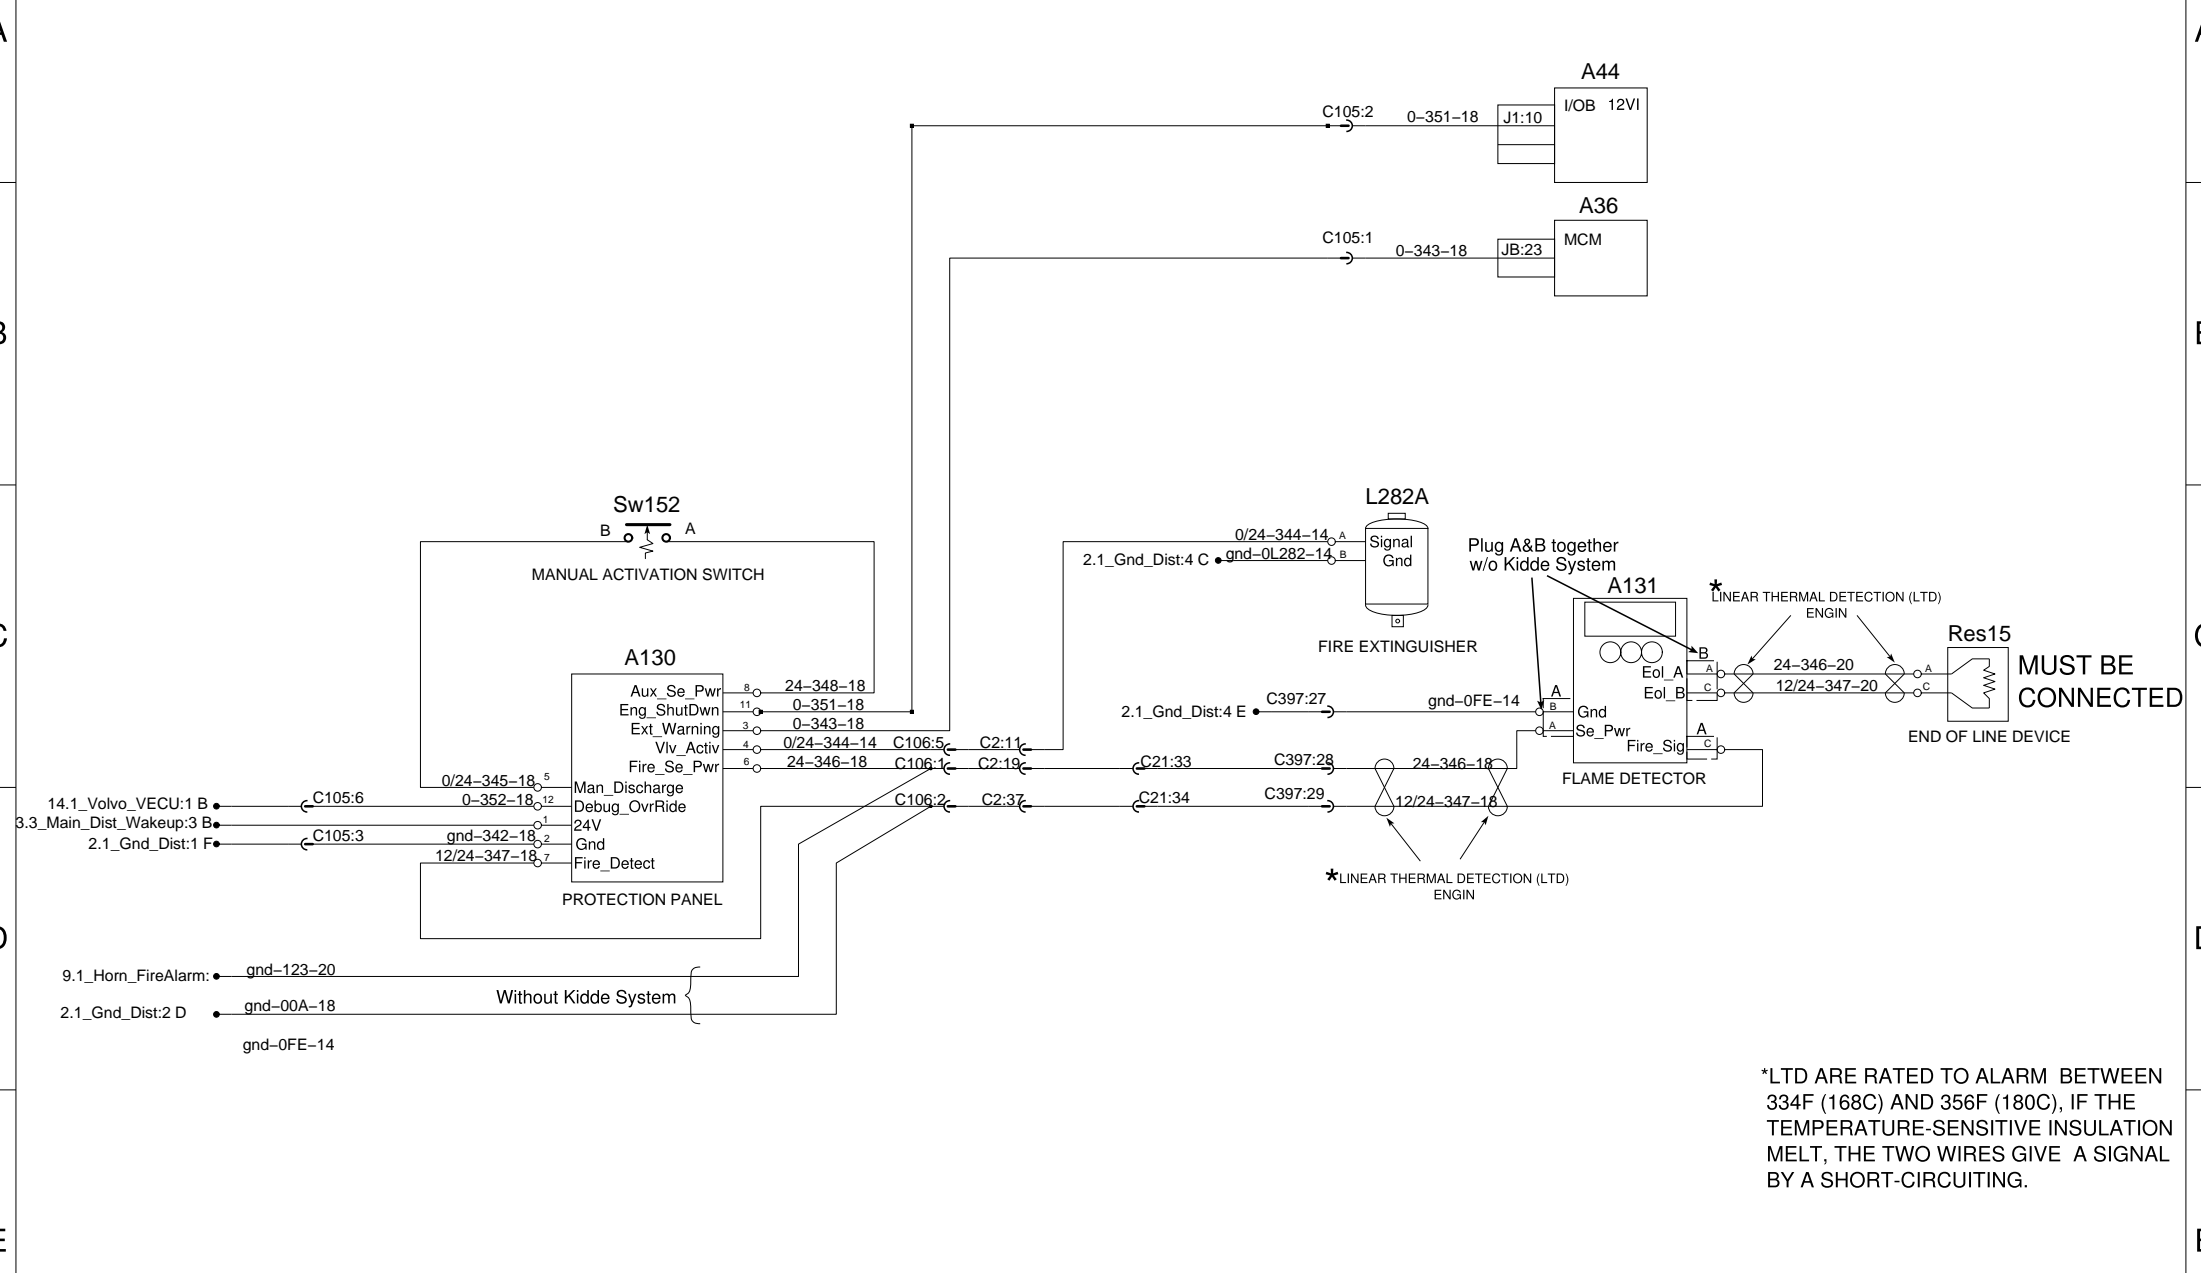 A
A
A44
I/OB 12VI
C105:2
0-351-18
J1:10
A36
MCM
C105:1
0-343-18
JB:23
B
Sw152
B
A
MANUAL ACTIVATION SWITCH
L282A
0/24-344-14
A
Signal
2.1_Gnd_Dist:4 C
gnd-0L282-14
B
Gnd
FIRE EXTINGUISHER
Plug A&B together
w/o Kidde System
A131
*
LINEAR THERMAL DETECTION (LTD)
ENGIN
Res15
MUST BE
CONNECTED
END OF LINE DEVICE
B
Eol_A
A
24-346-20
A
Eol_B
C
12/24-347-20
C
C
C
A130
Aux_Se_Pwr
8
24-348-18
Eng_ShutDwn
11
0-351-18
Ext_Warning
3
0-343-18
Vlv_Activ
4
0/24-344-14
C106:5
C2:11
Fire_Se_Pwr
6
24-346-18
C106:1
C2:19
C21:33
C397:28
24-346-18
2.1_Gnd_Dist:4 E
C397:27
gnd-0FE-14
A
B
Gnd
A
Se_Pwr
Fire_Sig
A
C
FLAME DETECTOR
0/24-345-18
5
Man_Discharge
14.1_Volvo_VECU:1 B
C105:6
0-352-18
12
Debug_OvrRide
C106:2
C2:37
C21:34
C397:29
12/24-347-18
3.3_Main_Dist_Wakeup:3 B
1
24V
2.1_Gnd_Dist:1 F
C105:3
gnd-342-18
2
Gnd
12/24-347-18
7
Fire_Detect
PROTECTION PANEL
*
LINEAR THERMAL DETECTION (LTD)
ENGIN
D
D
9.1_Horn_FireAlarm:
gnd-123-20
Without Kidde System
2.1_Gnd_Dist:2 D
gnd-00A-18
gnd-0FE-14
*LTD ARE RATED TO ALARM BETWEEN
334F (168C) AND 356F (180C), IF THE
TEMPERATURE-SENSITIVE INSULATION
MELT, THE TWO WIRES GIVE A SIGNAL
BY A SHORT-CIRCUITING.
E
E